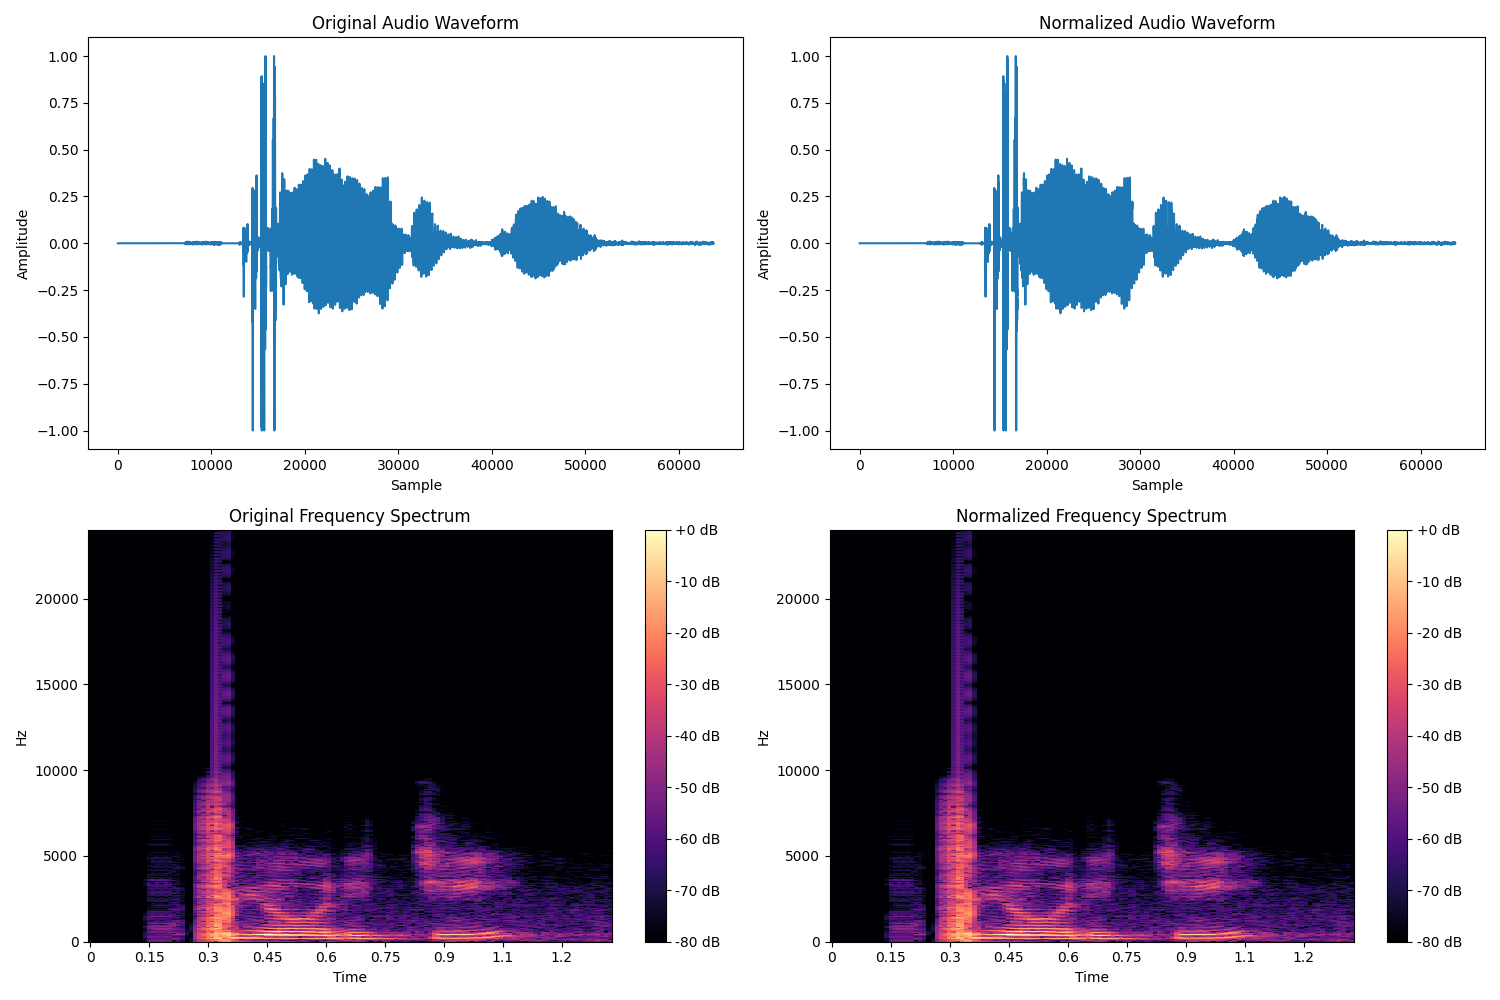 Original Audio Waveform
Normalized Audio Waveform
1.00
0.75
0.50
0.25
0.00
−0.25
−0.50
−0.75
−1.00
Amplitude
0 10000 20000 30000 40000 50000 60000
Sample
1.00
0.75
0.50
0.25
0.00
−0.25
−0.50
−0.75
−1.00
Amplitude
0 10000 20000 30000 40000 50000 60000
Sample
Original Frequency Spectrum
20000
15000
10000
5000
0
Hz
0 0.15 0.3 0.45 0.6 0.75 0.9 1.1 1.2
Time
+0 dB
-10 dB
-20 dB
-30 dB
-40 dB
-50 dB
-60 dB
-70 dB
-80 dB
Normalized Frequency Spectrum
20000
15000
10000
5000
0
Hz
0 0.15 0.3 0.45 0.6 0.75 0.9 1.1 1.2
Time
+0 dB
-10 dB
-20 dB
-30 dB
-40 dB
-50 dB
-60 dB
-70 dB
-80 dB